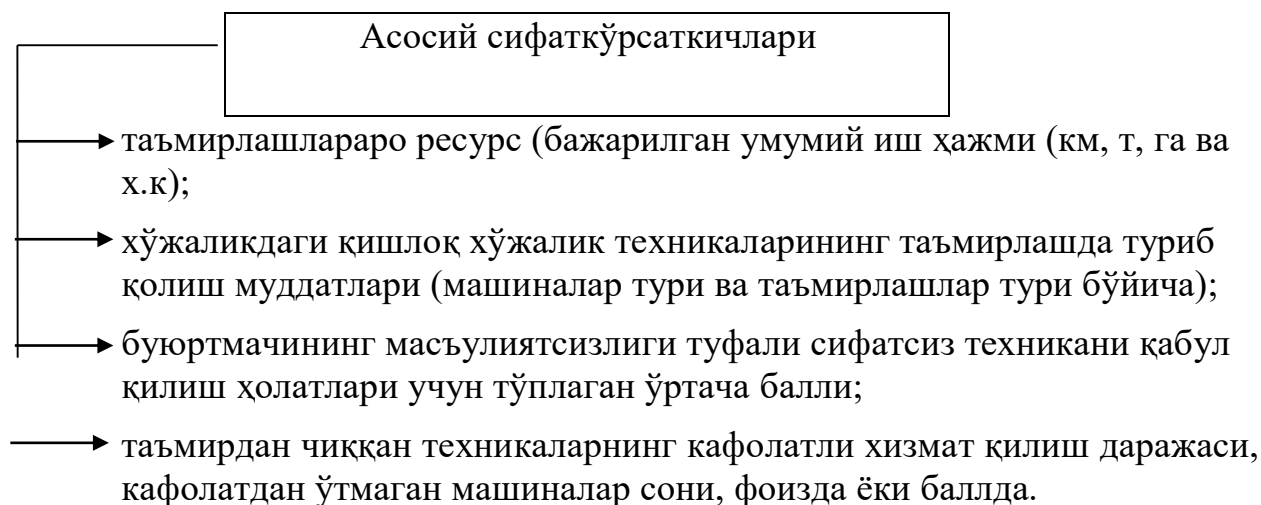 Асосий сифаткўрсаткичлари
таъмирлашлараро ресурс (бажарилган умумий иш ҳажми (км, т, га ва
х.к);
хўжаликдаги қишлоқ хўжалик техникаларининг таъмирлашда туриб
қолиш муддатлари (машиналар тури ва таъмирлашлар тури бўйича);
буюртмачининг масъулиятсизлиги туфали сифатсиз техникани қабул
қилиш ҳолатлари учун тўплаган ўртача балли;
таъмирдан чиққан техникаларнинг кафолатли хизмат қилиш даражаси,
кафолатдан ўтмаган машиналар сони, фоизда ёки баллда.